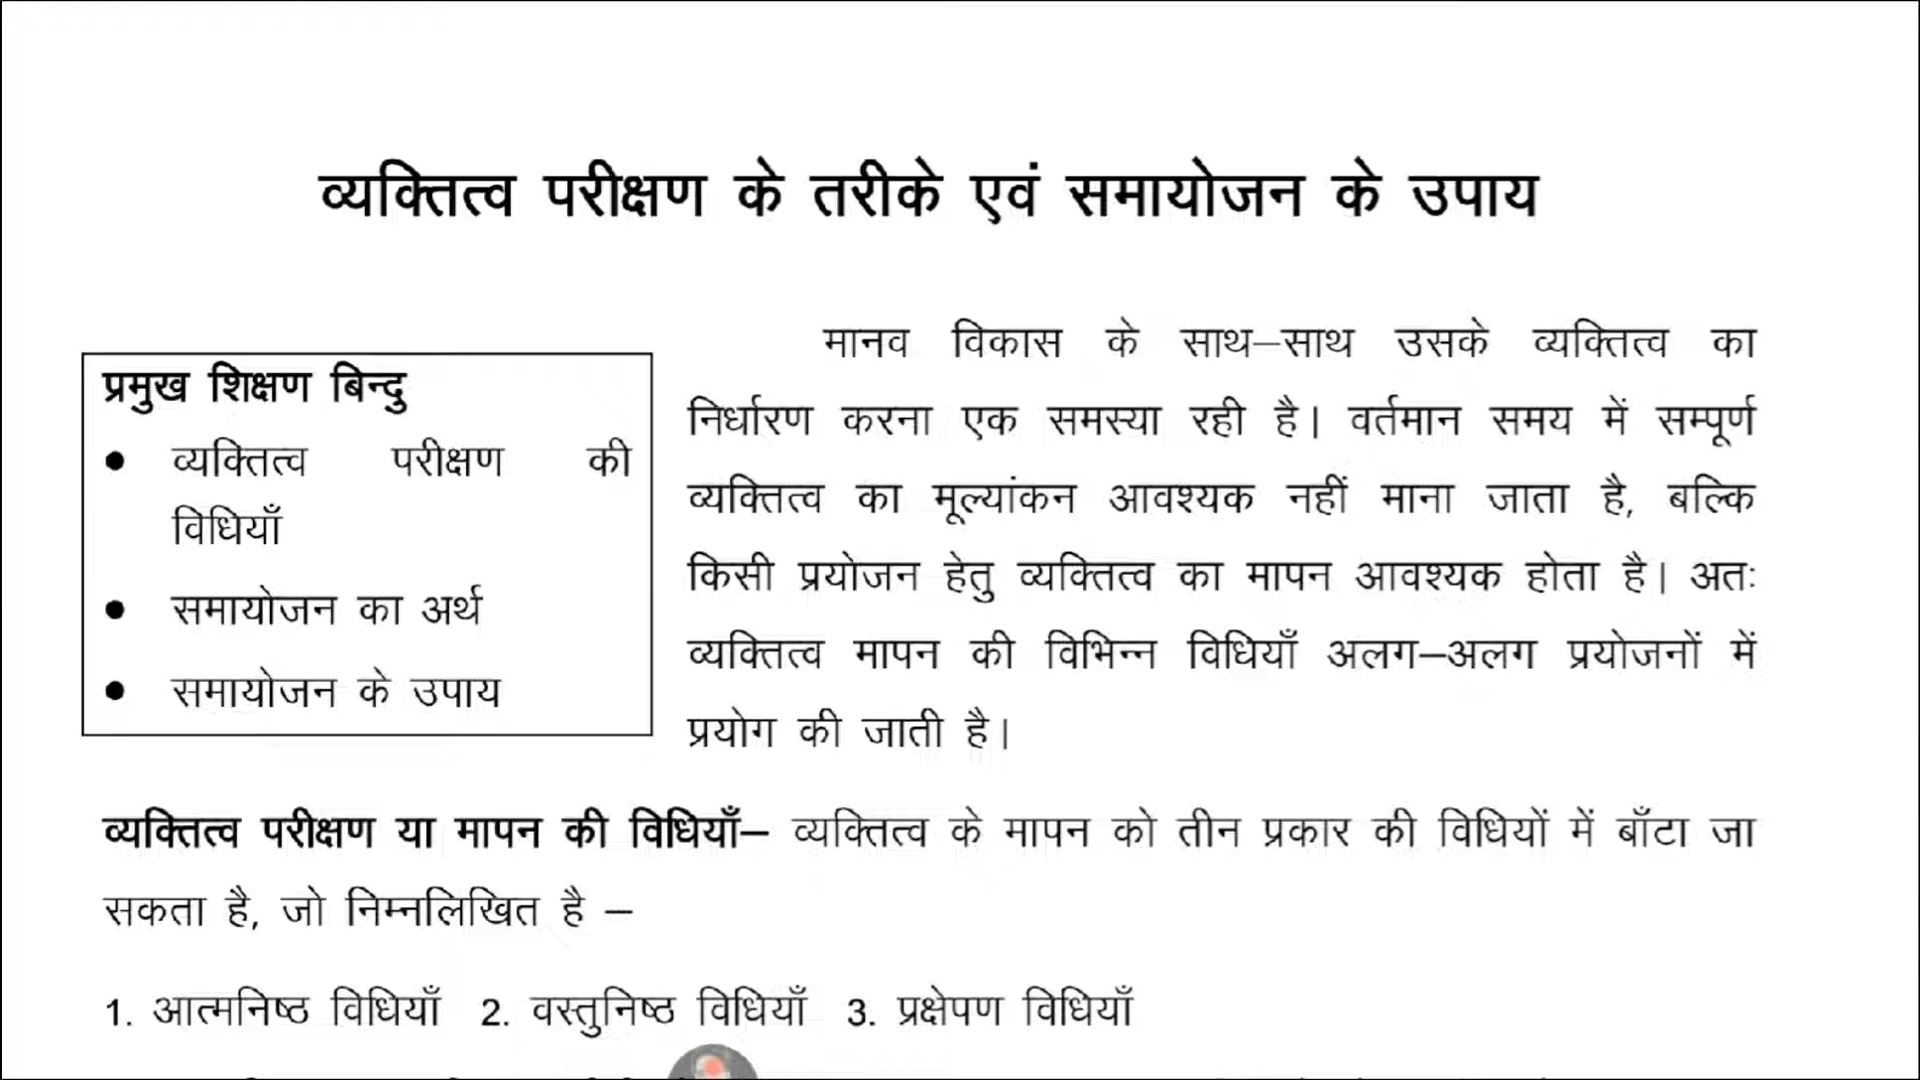 व्यक्तित्व परीक्षण के तरीके एवं समायोजन के उपाय
प्रमुख शिक्षण बिन्दु
● व्यक्तित्व परीक्षण की
विधियाँ
● समायोजन का अर्थ
● समायोजन के उपाय
मानव विकास के साथ–साथ उसके व्यक्तित्व का
निर्धारण करना एक समस्या रही है। वर्तमान समय में सम्पूर्ण
व्यक्तित्व का मूल्यांकन आवश्यक नहीं माना जाता है, बल्कि
किसी प्रयोजन हेतु व्यक्तित्व का मापन आवश्यक होता है। अतः
व्यक्तित्व मापन की विभिन्न विधियाँ अलग–अलग प्रयोजनों में
प्रयोग की जाती है।
व्यक्तित्व परीक्षण या मापन की विधियाँ– व्यक्तित्व के मापन को तीन प्रकार की विधियों में बाँटा जा
सकता है, जो निम्नलिखित है –
1. आत्मनिष्ठ विधियाँ 2. वस्तुनिष्ठ विधियाँ 3. प्रक्षेपण विधियाँ